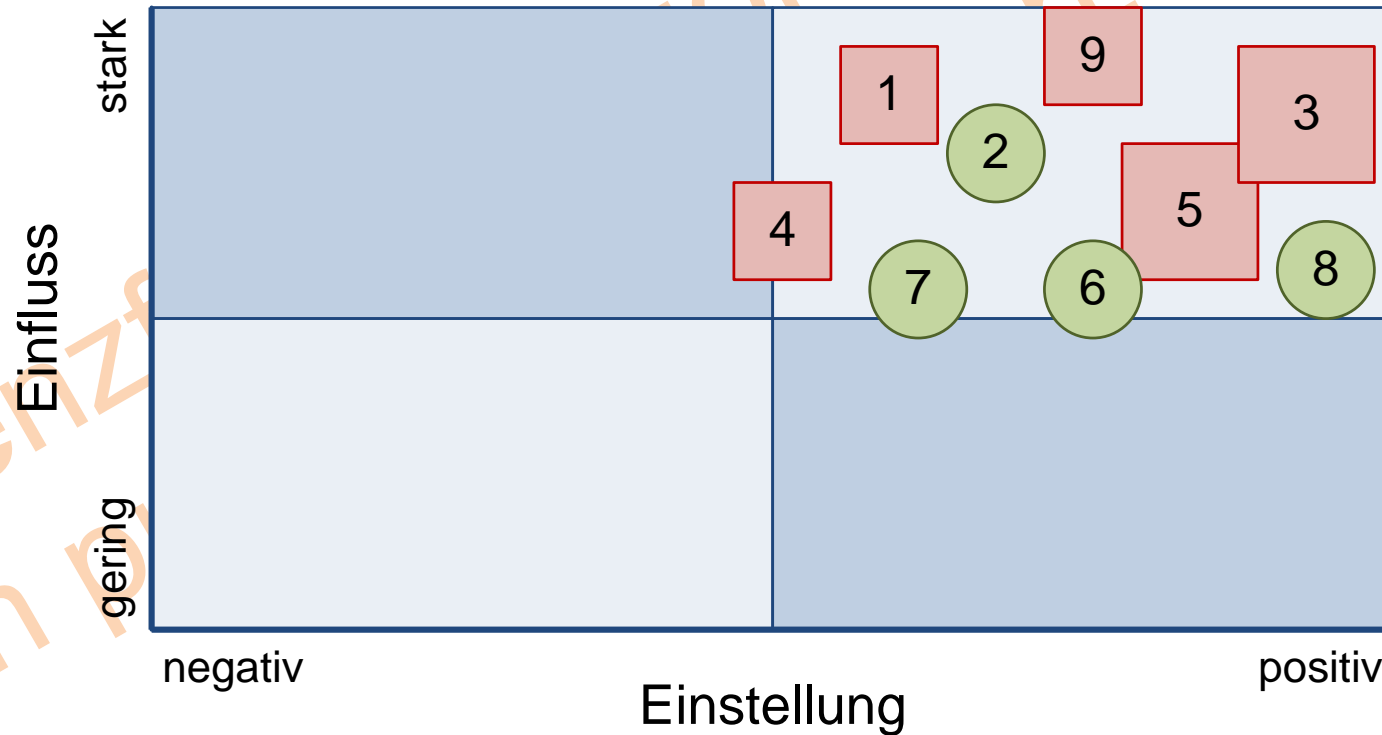 stark
9
1
3
2
5
4
8
7
6
Einfluss
gering
negativ
positiv
Einstellung